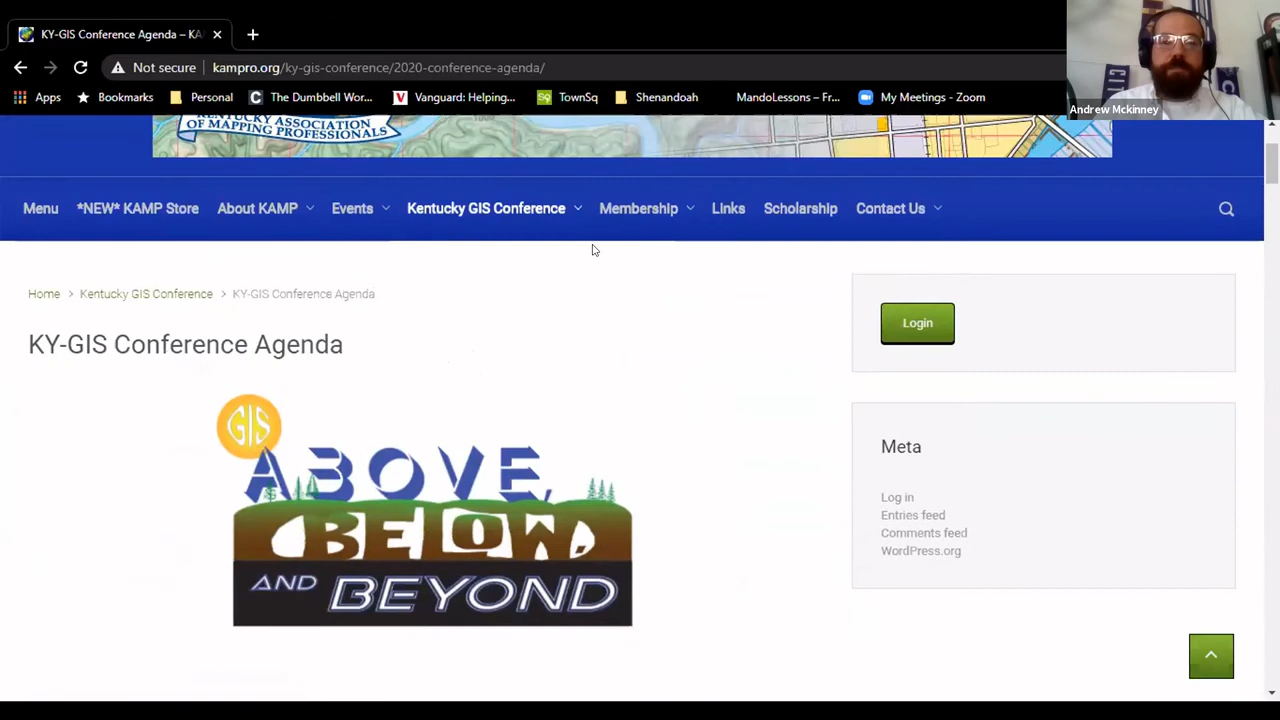 KY-GIS Conference Agenda – KA
Not secure kampro.org/ky-gis-conference/2020-conference-agenda/
Apps Bookmarks Personal The Dumbbell Wor... Vanguard: Helping... TownSq Shenandoah MandoLessons – Fr... My Meetings - Zoom
Andrew Mckinney
KENTUCKY ASSOCIATION
OF MAPPING PROFESSIONALS
Menu *NEW* KAMP Store About KAMP Events Kentucky GIS Conference Membership Links Scholarship Contact Us
Home > Kentucky GIS Conference > KY-GIS Conference Agenda
KY-GIS Conference Agenda
GIS
ABOVE,
BELOW,
AND BEYOND
Login
Meta
Log in
Entries feed
Comments feed
WordPress.org